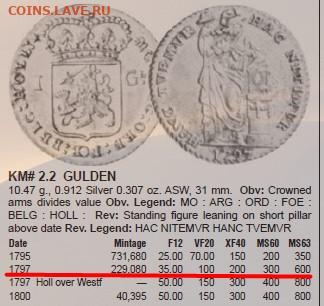 COINS.ЛAVE.RU
I G
KM# 2.2 GULDEN
10.47 g., 0.912 Silver 0.307 oz. ASW, 31 mm. Obv: Crowned
arms divides value Obv. Legend: MO : ARG : ORD : FOE :
BELG : HOLL : Rev: Standing figure leaning on short pillar
above date Rev. Legend: HAC NITEMVR HANC TVEMVR
Date Mintage F12 VF20 XF40 MS60 MS63
1797 731,680 25.00 70.00 150 200 350
1797 229,080 35.00 100 200 300 600
1797 Holl over Westf — 50.00 150 300 400 800
1800 40,395 50.00 150 300 400 800